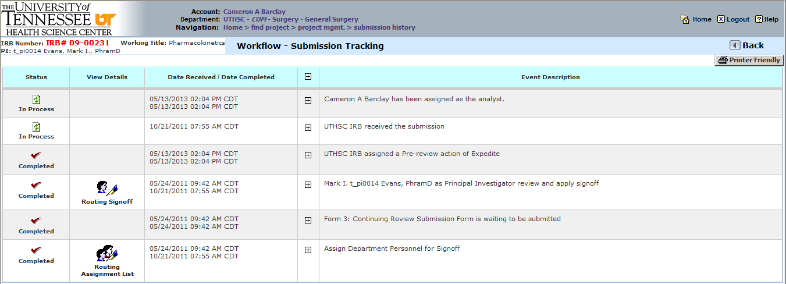 THE UNIVERSITY of
TENNESSEE UT
HEALTH SCIENCE CENTER
Account: Cameron A Barclay
Department: UTHSC - COM - Surgery - General Surgery
Navigation: Home > find project > project mgmt. > submission history
Home Logout Help
IRB Number: IRB# 09-00231 Working Title: Pharmacokinetics
PI: t_pi0014 Evans, Mark I., PhramD
Workflow - Submission Tracking
Back
Printer Friendly
Status View Details Date Received / Date Completed Event Description
In Process
05/13/2013 02:04 PM CDT
05/13/2013 02:04 PM CDT
Cameron A Barclay has been assigned as the analyst.
In Process
10/21/2011 07:55 AM CDT
UTHSC IRB received the submission
Completed
05/13/2013 02:04 PM CDT
05/13/2013 02:04 PM CDT
UTHSC IRB assigned a Pre-review action of Expedite
Completed
Routing Signoff
05/24/2011 09:42 AM CDT
10/21/2011 07:55 AM CDT
Mark I. t_pi0014 Evans, PhramD as Principal Investigator review and apply signoff
Completed
05/24/2011 09:42 AM CDT
05/24/2011 09:42 AM CDT
Form 3: Continuing Review Submission Form is waiting to be submitted
Completed
Routing
Assignment List
05/24/2011 09:42 AM CDT
10/21/2011 07:55 AM CDT
Assign Department Personnel for Signoff